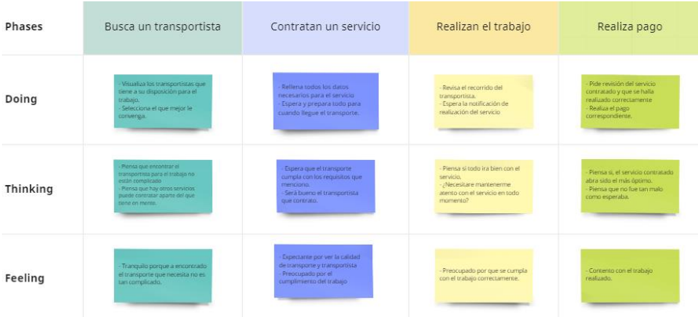 Phases
Busca un transportista
Contratan un servicio
Realizan el trabajo
Realiza pago
Doing
- Visualiza los transportistas que
tiene a su disposición para el
trabajo.
- Selecciona el que mejor le
convenga.
- Rellena todos los datos
necesarios para el servicio
- Espera y prepara todo para
cuando llegue el transporte.
- Revisa el recorrido del
transportista.
- Espera la notificación de
realización del servicio
- Pide revisión del servicio
contratado y que se halla
realizado correctamente
- Realiza el pago
correspondiente.
Thinking
- Piensa que encontrar el
transportista para el trabajo no
están complicado
- Piensa que hay otros servicios
puede contratar aparte del que
tiene en mente.
- Espera que el transporte
cumpla con los requisitos que
menciono.
- Será bueno el transportista
que contrato.
- Piensa si todo ira bien con el
servicio.
- ¿Necesitare mantenerme
atento con el servicio en todo
momento?
- Piensa si, el servicio contratado
abra sido el más óptimo.
- Piensa que no fue tan malo
como esperaba.
Feeling
- Tranquilo porque a encontrado
el transporte que necesita no es
tan complicado.
- Expectante por ver la calidad
de transporte y transportista
- Preocupado por el
cumplimiento del trabajo
- Preocupado por que se cumpla
con el trabajo correctamente.
- Contento con el trabajo
realizado.